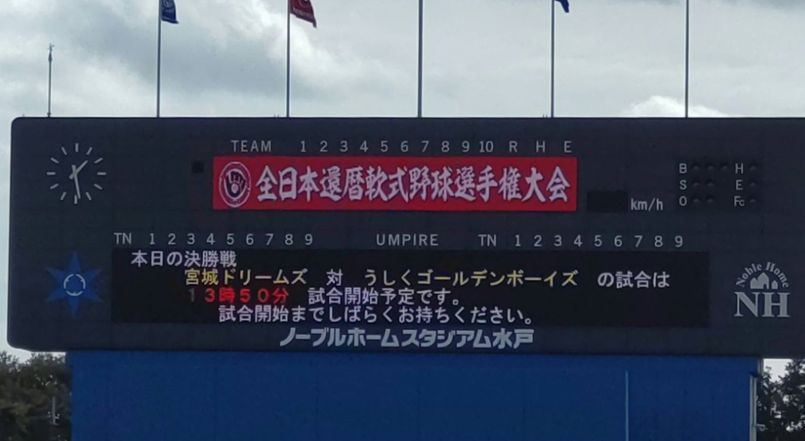 TEAM 1 2 3 4 5 6 7 8 9 10 R H E
全日本還暦軟式野球選手権大会
km/h
B H
S E
O Fc
TN 1 2 3 4 5 6 7 8 9 UMPIRE TN 1 2 3 4 5 6 7 8 9
本日の決勝戦
宮城ドリームズ 対 うしくゴールデンボーイズ の試合は
13時50分 試合開始予定です。
試合開始までしばらくお持ちください。
Noble Home
NH
ノーブルホームスタジアム水戸